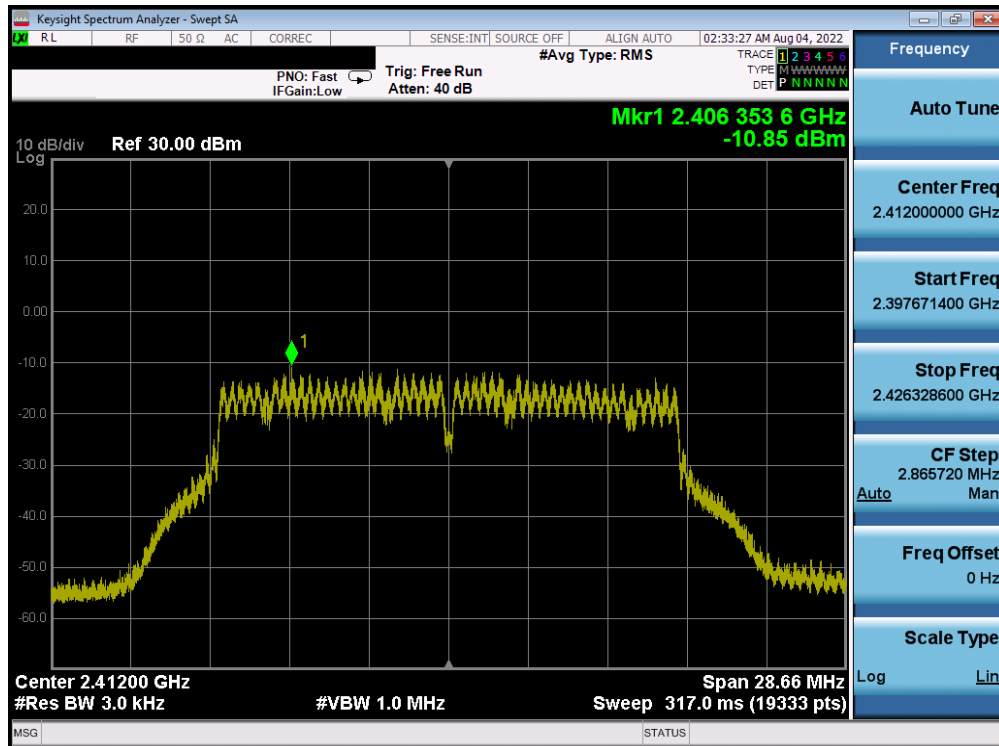 Keysight Spectrum Analyzer - Swept SA
LXI RL RF 50 Ω AC CORREC SENSE:INT SOURCE OFF ALIGN AUTO 02:33:27 AM Aug 04, 2022
#Avg Type: RMS
TRACE 1 2 3 4 5 6
PNO: Fast Trig: Free Run TYPE M W W W W W
IFGain:Low Atten: 40 dB DET P N N N N N
Mkr1 2.406 353 6 GHz
-10.85 dBm
10 dB/div Ref 30.00 dBm
Log
20.0
10.0
0.00
-10.0
-20.0
-30.0
-40.0
-50.0
-60.0
1
Center 2.41200 GHz Span 28.66 MHz
#Res BW 3.0 kHz #VBW 1.0 MHz Sweep 317.0 ms (19333 pts)
MSG STATUS
Frequency
Auto Tune
Center Freq
2.412000000 GHz
Start Freq
2.397671400 GHz
Stop Freq
2.426328600 GHz
CF Step
2.865720 MHz
Auto Man
Freq Offset
0 Hz
Scale Type
Log Lin